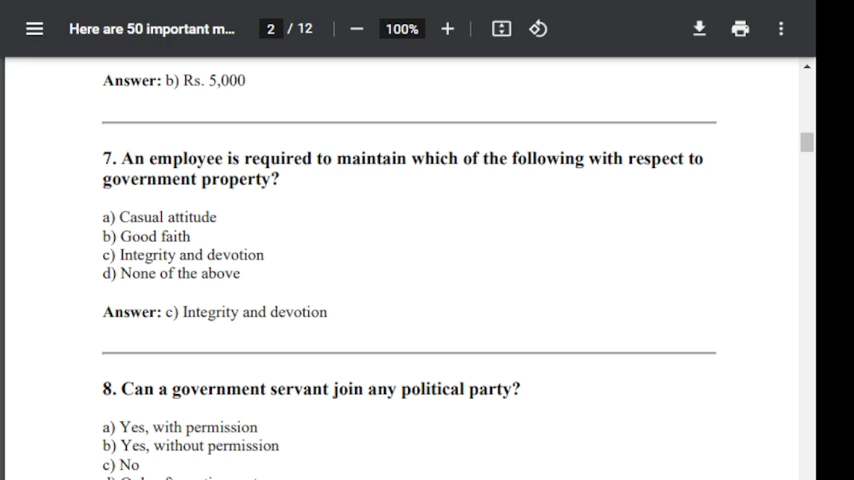 Here are 50 important m... 2 / 12 100%
Answer: b) Rs. 5,000
7. An employee is required to maintain which of the following with respect to
government property?
a) Casual attitude
b) Good faith
c) Integrity and devotion
d) None of the above
Answer: c) Integrity and devotion
8. Can a government servant join any political party?
a) Yes, with permission
b) Yes, without permission
c) No